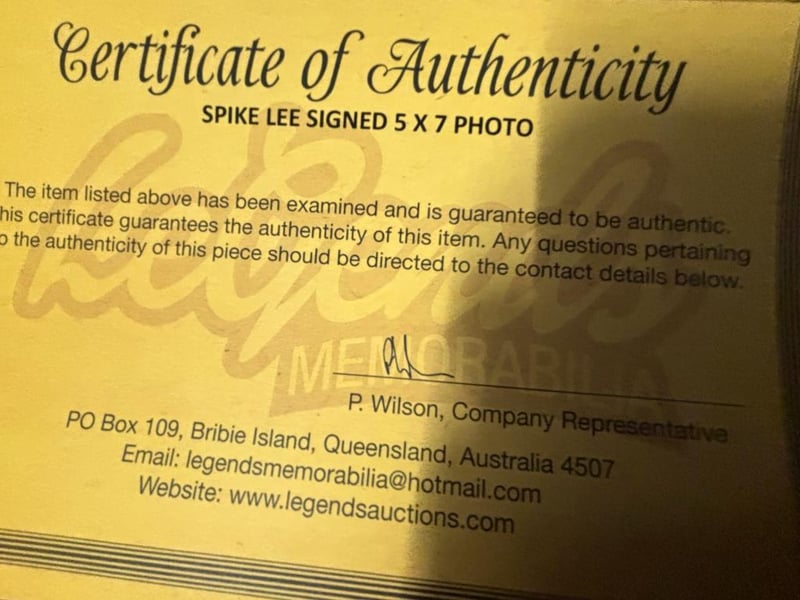 Certificate of Authenticity
SPIKE LEE SIGNED 5 X 7 PHOTO
The item listed above has been examined and is guaranteed to be authentic.
his certificate guarantees the authenticity of this item. Any questions pertaining
o the authenticity of this piece should be directed to the contact details below.
Legends
MEMORABILIA
P. Wilson, Company Representative
PO Box 109, Bribie Island, Queensland, Australia 4507
Email: legendsmemorabilia@hotmail.com
Website: www.legendsauctions.com